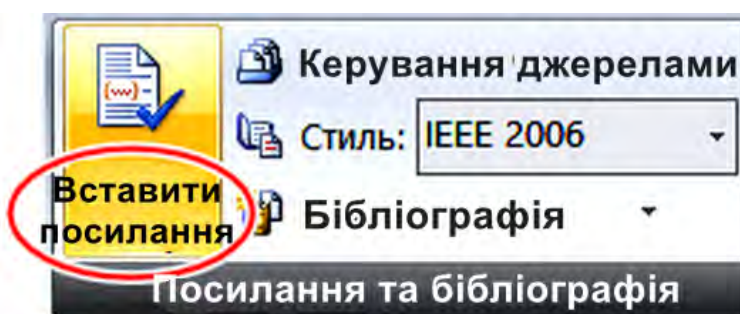 Керування джерелами
Стиль: IEEE 2006
Вставити посилання
Бібліографія
Посилання та бібліографія